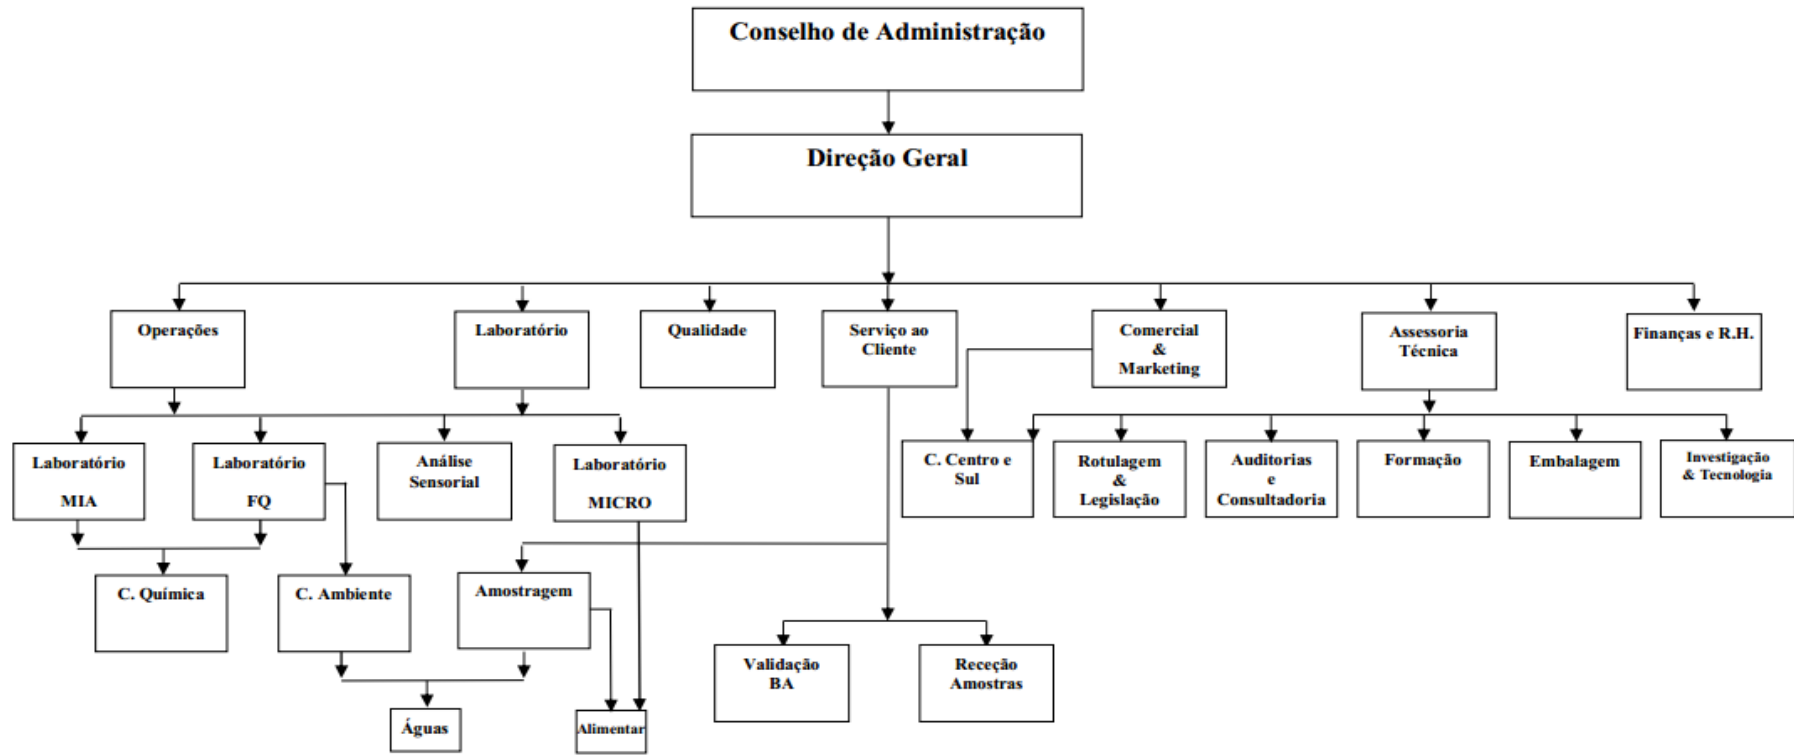 Conselho de Administração
Direção Geral
Operações
Laboratório
Qualidade
Serviço ao
Cliente
Comercial
&
Marketing
Assessoria
Técnica
Finanças e R.H.
Laboratório
MIA
Laboratório
FQ
Análise
Sensorial
Laboratório
MICRO
C. Centro e
Sul
Rotulagem
&
Legislação
Auditorias
e
Consultadoria
Formação
Embalagem
Investigação
& Tecnologia
C. Química
C. Ambiente
Amostragem
Validação
BA
Receção
Amostras
Águas
Alimentar